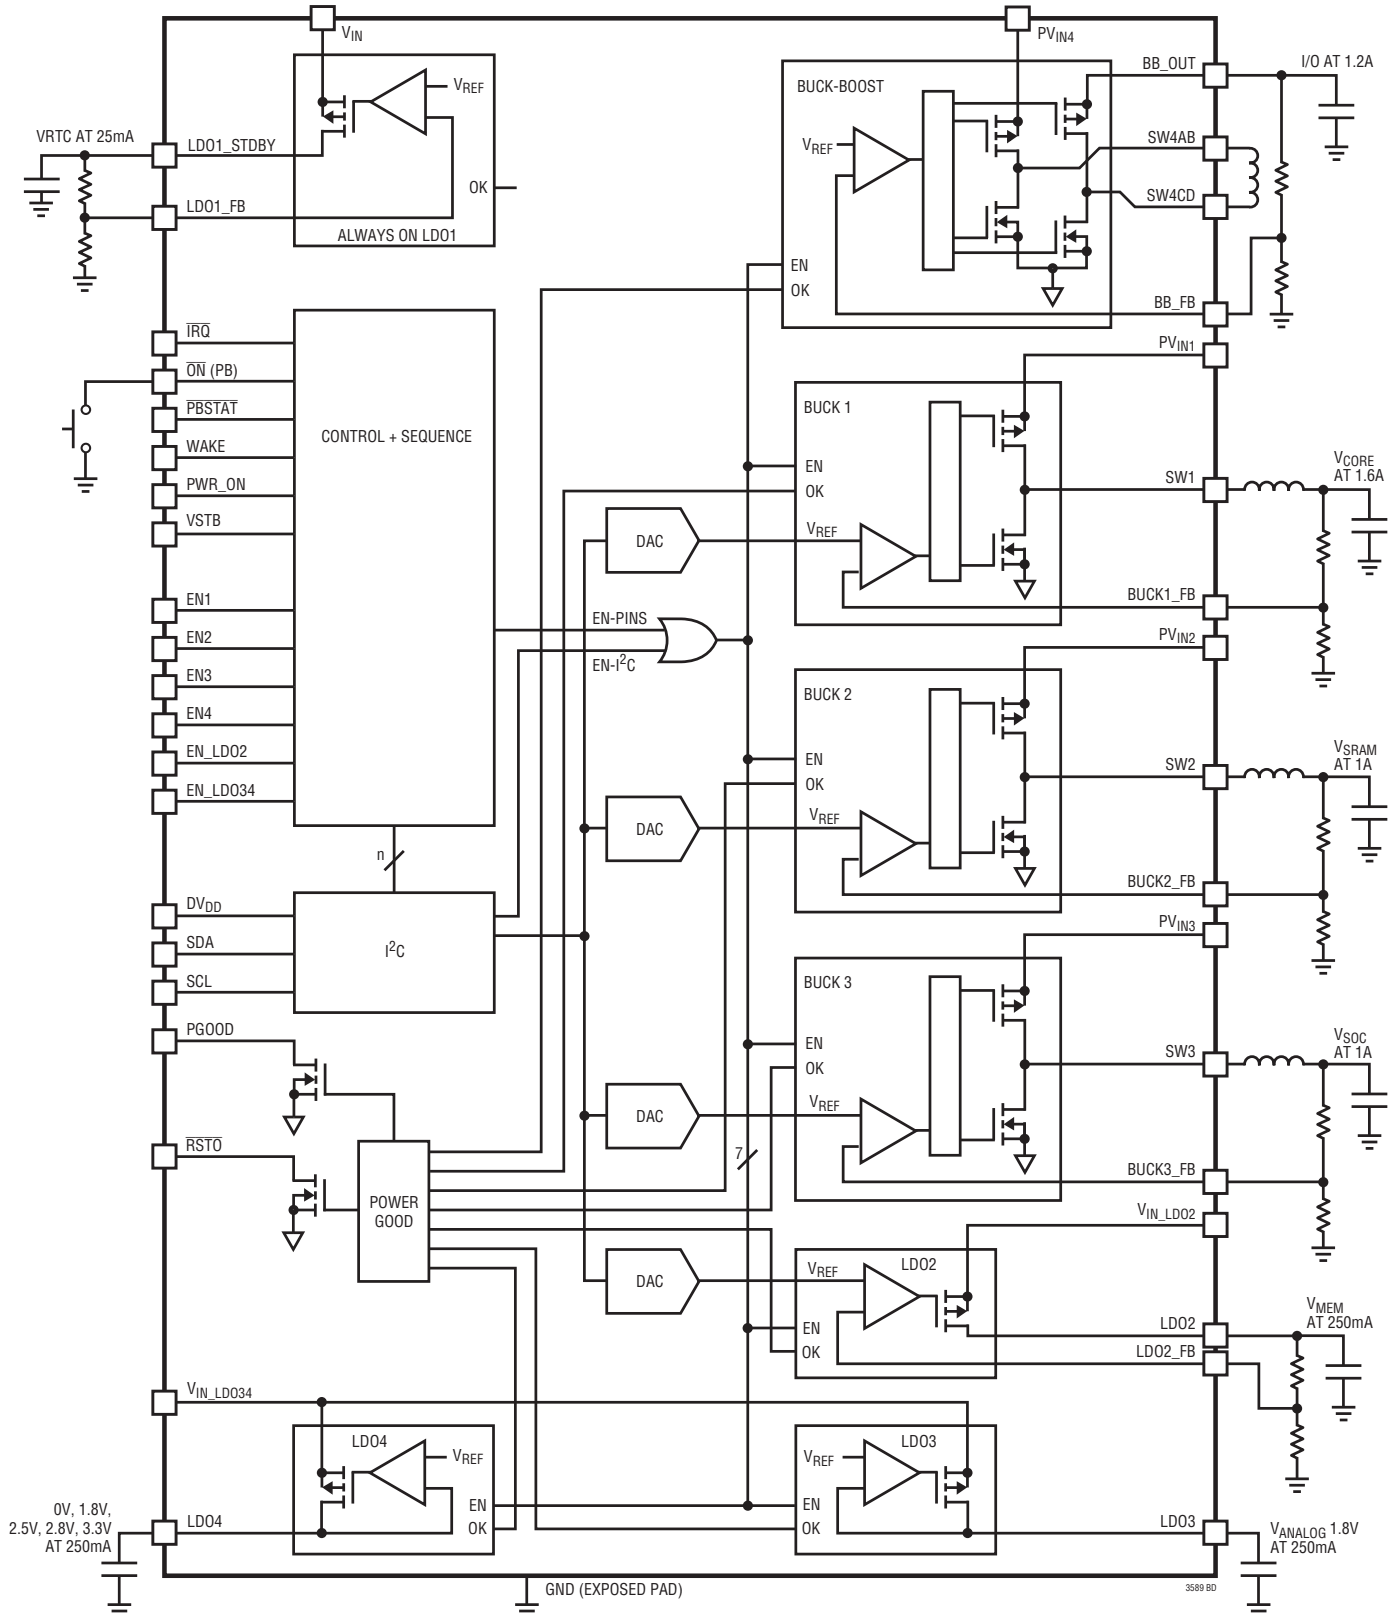 VIN
PVIN4
VREF
VRTC AT 25mA
LDO1_STDBY
OK
LDO1_FB
ALWAYS ON LDO1
BUCK-BOOST
VREF
EN
OK
BB_OUT
I/O AT 1.2A
SW4AB
SW4CD
BB_FB
PVIN1
IRQ
ON (PB)
PBSTAT
WAKE
PWR_ON
VSTB
EN1
EN2
EN3
EN4
EN_LDO2
EN_LDO34
CONTROL + SEQUENCE
n
BUCK 1
EN
OK
VREF
DAC
SW1
VCORE
AT 1.6A
BUCK1_FB
PVIN2
EN-PINS
EN-I2C
BUCK 2
EN
OK
VREF
DAC
SW2
VSRAM
AT 1A
BUCK2_FB
PVIN3
DVDD
SDA
SCL
I2C
PGOOD
RSTO
POWER
GOOD
BUCK 3
EN
OK
VREF
DAC
7
SW3
VSOC
AT 1A
BUCK3_FB
VIN_LDO2
LDO2
VREF
DAC
EN
OK
LDO2
LDO2_FB
VMEM
AT 250mA
VIN_LDO34
LDO4
VREF
EN
OK
0V, 1.8V,
2.5V, 2.8V, 3.3V
AT 250mA
LDO4
LDO3
VREF
EN
OK
LDO3
VANALOG 1.8V
AT 250mA
GND (EXPOSED PAD)
3589 BD